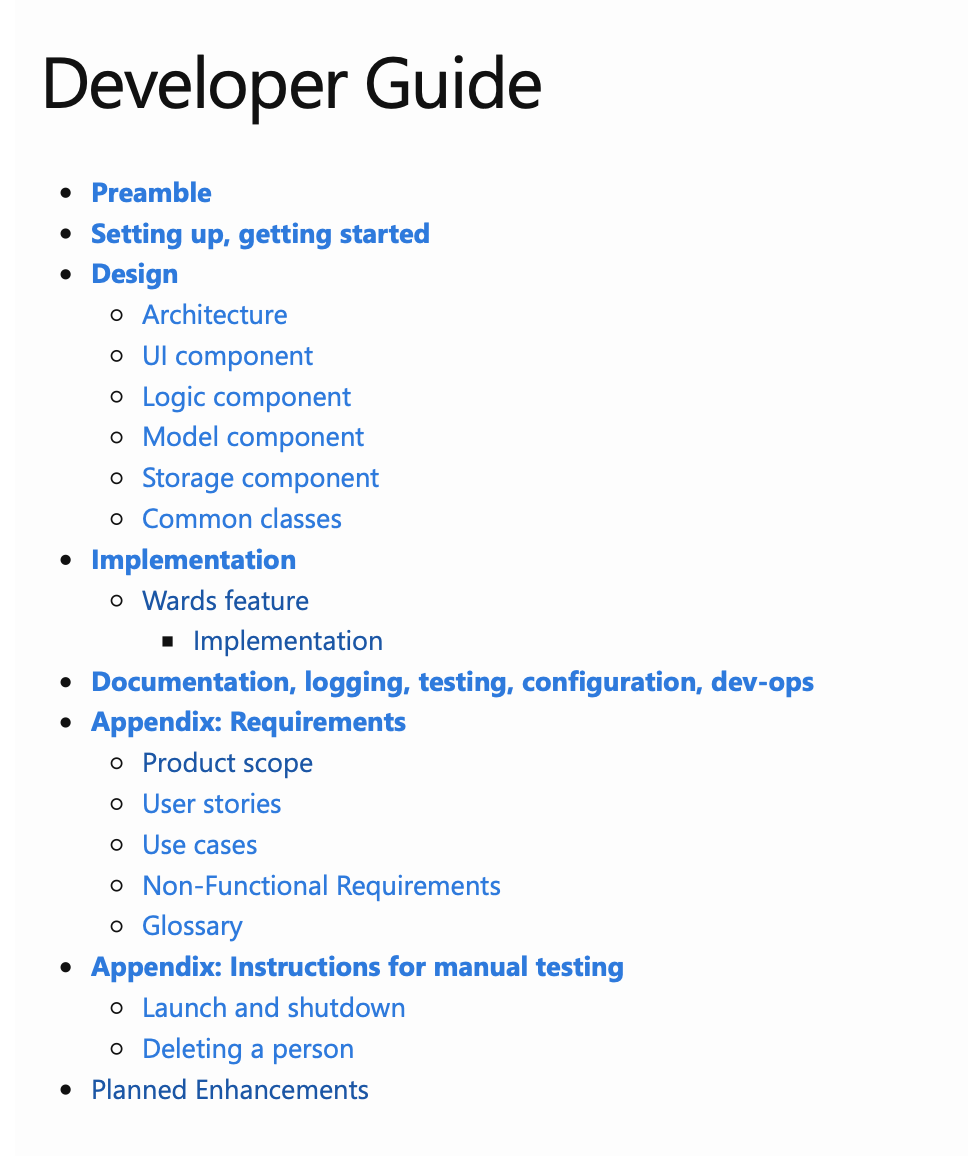 Developer Guide
Preamble
Setting up, getting started
Design
Architecture
UI component
Logic component
Model component
Storage component
Common classes
Implementation
Wards feature
Implementation
Documentation, logging, testing, configuration, dev-ops
Appendix: Requirements
Product scope
User stories
Use cases
Non-Functional Requirements
Glossary
Appendix: Instructions for manual testing
Launch and shutdown
Deleting a person
Planned Enhancements